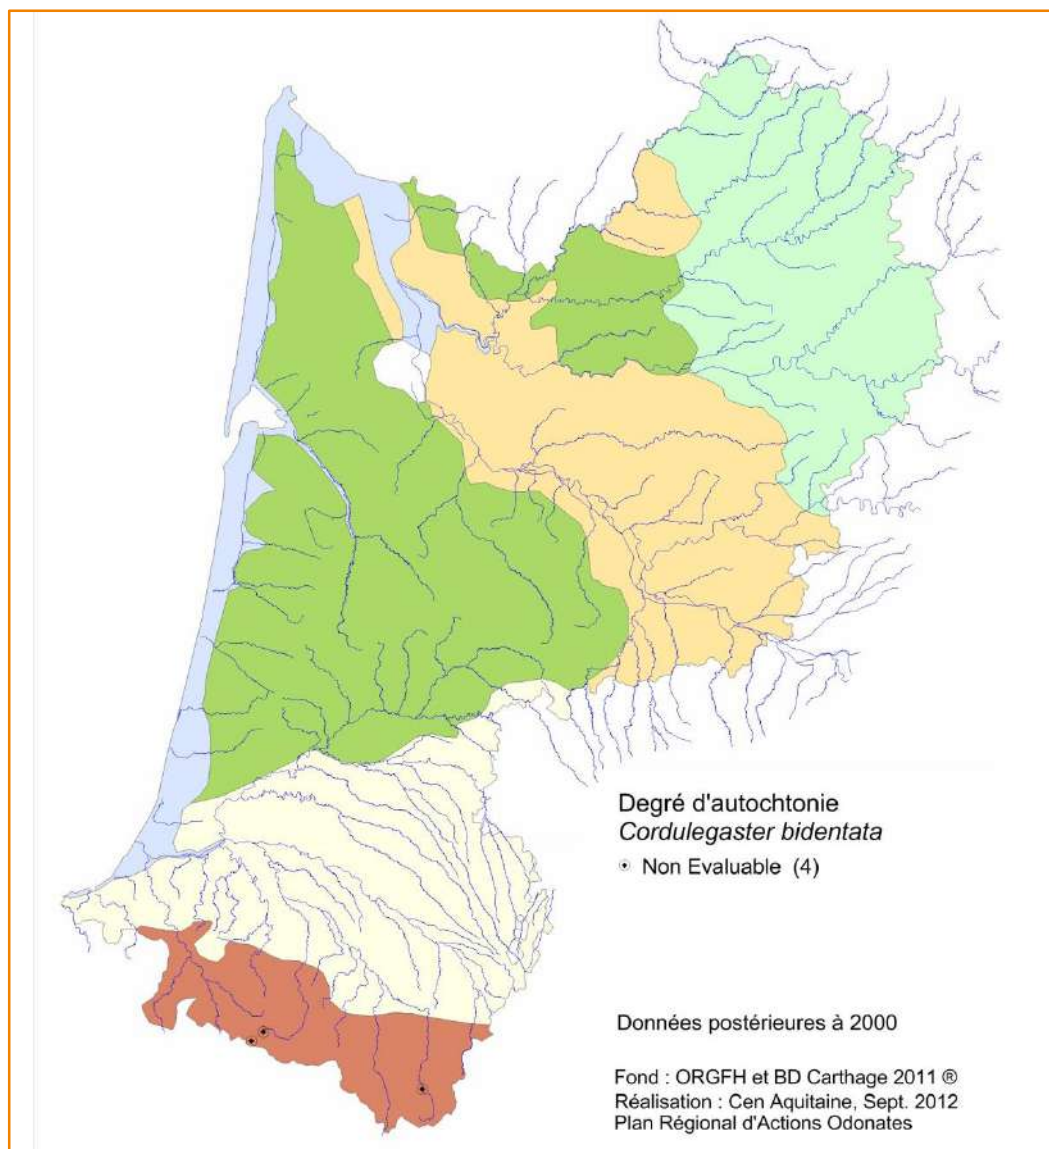 Degré d'autochtonie
Cordulegaster bidentata
Non Evaluable (4)
Données postérieures à 2000
Fond : ORGFH et BD Carthage 2011 ®
Réalisation : Cen Aquitaine, Sept. 2012
Plan Régional d'Actions Odonates